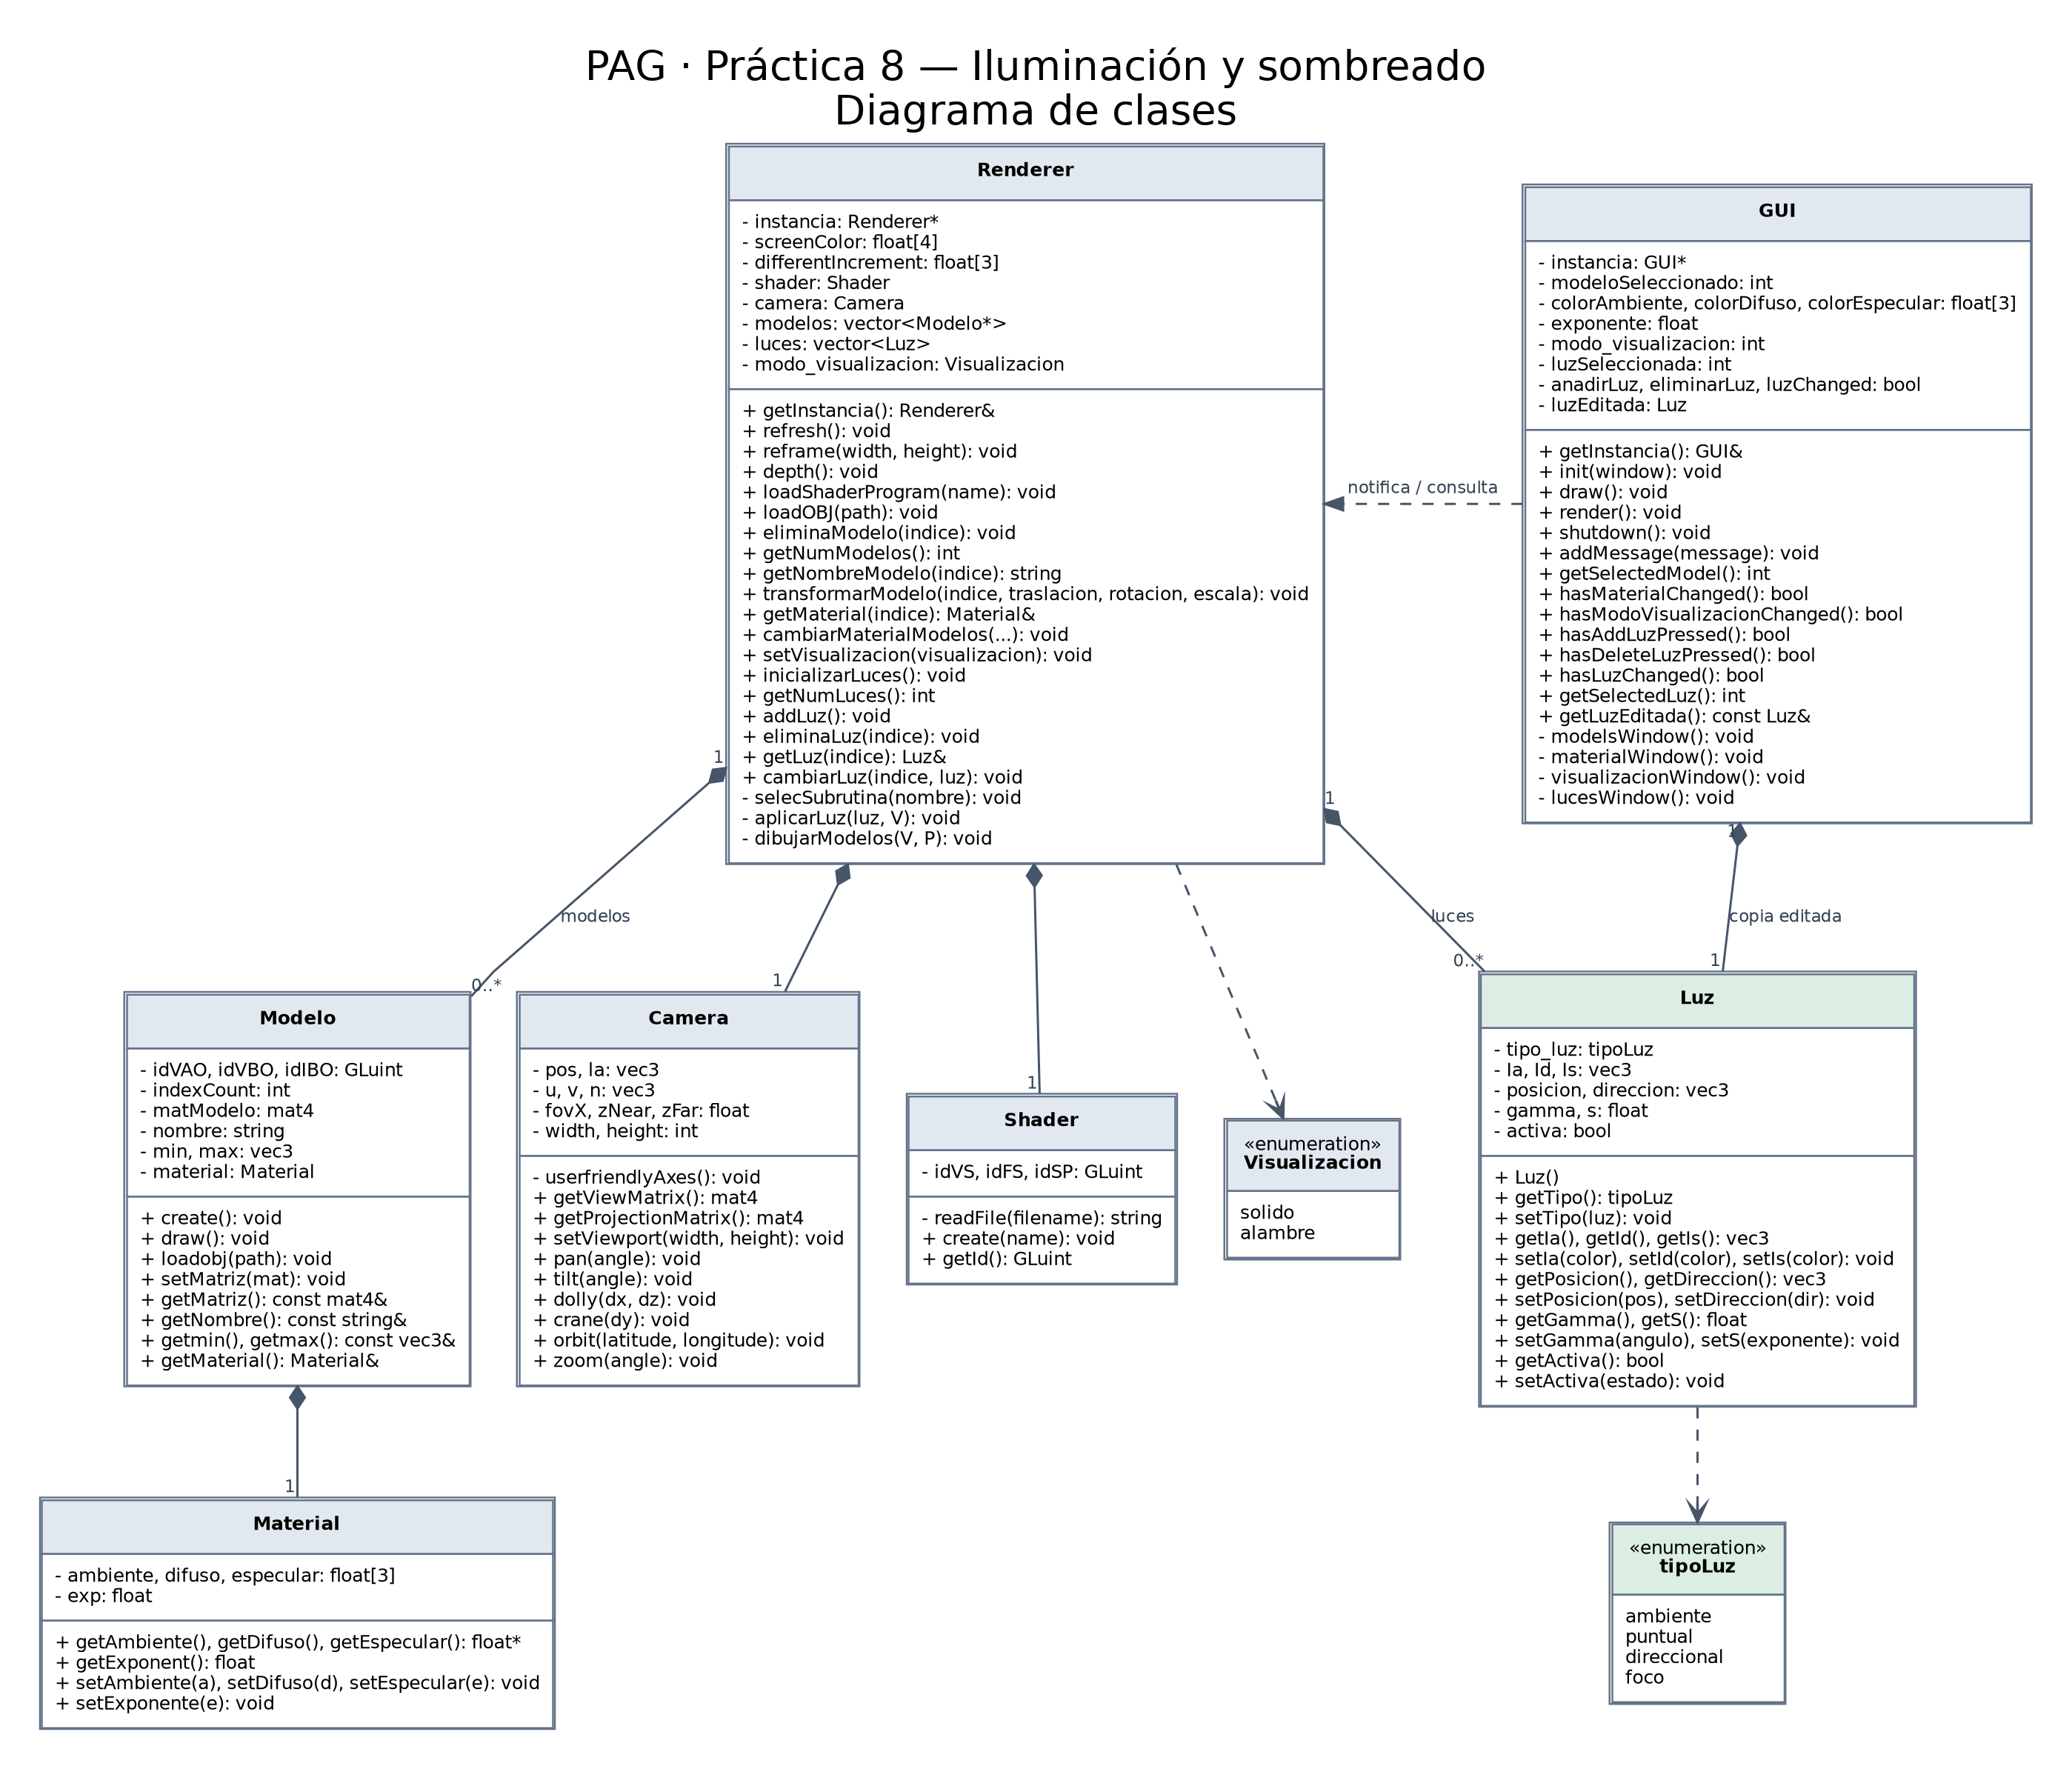 PAG · Práctica 8 — Iluminación y sombreado
Diagrama de clases
Renderer
- instancia: Renderer*
- screenColor: float[4]
- differentIncrement: float[3]
- shader: Shader
- camera: Camera
- modelos: vector<Modelo*>
- luces: vector<Luz>
- modo_visualizacion: Visualizacion
+ getInstancia(): Renderer&
+ refresh(): void
+ reframe(width, height): void
+ depth(): void
+ loadShaderProgram(name): void
+ loadOBJ(path): void
+ eliminaModelo(indice): void
+ getNumModelos(): int
+ getNombreModelo(indice): string
+ transformarModelo(indice, traslacion, rotacion, escala): void
+ getMaterial(indice): Material&
+ cambiarMaterialModelos(...): void
+ setVisualizacion(visualizacion): void
+ inicializarLuces(): void
+ getNumLuces(): int
+ addLuz(): void
+ eliminaLuz(indice): void
+ getLuz(indice): Luz&
+ cambiarLuz(indice, luz): void
- selecSubrutina(nombre): void
- aplicarLuz(luz, V): void
- dibujarModelos(V, P): void
notifica / consulta
GUI
- instancia: GUI*
- modeloSeleccionado: int
- colorAmbiente, colorDifuso, colorEspecular: float[3]
- exponente: float
- modo_visualizacion: int
- luzSeleccionada: int
- anadirLuz, eliminarLuz, luzChanged: bool
- luzEditada: Luz
+ getInstancia(): GUI&
+ init(window): void
+ draw(): void
+ render(): void
+ shutdown(): void
+ addMessage(message): void
+ getSelectedModel(): int
+ hasMaterialChanged(): bool
+ hasModoVisualizacionChanged(): bool
+ hasAddLuzPressed(): bool
+ hasDeleteLuzPressed(): bool
+ hasLuzChanged(): bool
+ getSelectedLuz(): int
+ getLuzEditada(): const Luz&
- modelsWindow(): void
- materialWindow(): void
- visualizacionWindow(): void
- lucesWindow(): void
1
modelos
0..*
1
1
1
luces
0..*
1
copia editada
1
Modelo
- idVAO, idVBO, idIBO: GLuint
- indexCount: int
- matModelo: mat4
- nombre: string
- min, max: vec3
- material: Material
+ create(): void
+ draw(): void
+ loadobj(path): void
+ setMatriz(mat): void
+ getMatriz(): const mat4&
+ getNombre(): const string&
+ getmin(), getmax(): const vec3&
+ getMaterial(): Material&
Camera
- pos, la: vec3
- u, v, n: vec3
- fovX, zNear, zFar: float
- width, height: int
- userfriendlyAxes(): void
+ getViewMatrix(): mat4
+ getProjectionMatrix(): mat4
+ setViewport(width, height): void
+ pan(angle): void
+ tilt(angle): void
+ dolly(dx, dz): void
+ crane(dy): void
+ orbit(latitude, longitude): void
+ zoom(angle): void
Shader
- idVS, idFS, idSP: GLuint
- readFile(filename): string
+ create(name): void
+ getId(): GLuint
«enumeration»
Visualizacion
solido
alambre
Luz
- tipo_luz: tipoLuz
- Ia, Id, Is: vec3
- posicion, direccion: vec3
- gamma, s: float
- activa: bool
+ Luz()
+ getTipo(): tipoLuz
+ setTipo(luz): void
+ getIa(), getId(), getIs(): vec3
+ setIa(color), setId(color), setIs(color): void
+ getPosicion(), getDireccion(): vec3
+ setPosicion(pos), setDireccion(dir): void
+ getGamma(), getS(): float
+ setGamma(angulo), setS(exponente): void
+ getActiva(): bool
+ setActiva(estado): void
1
Material
- ambiente, difuso, especular: float[3]
- exp: float
+ getAmbiente(), getDifuso(), getEspecular(): float*
+ getExponent(): float
+ setAmbiente(a), setDifuso(d), setEspecular(e): void
+ setExponente(e): void
«enumeration»
tipoLuz
ambiente
puntual
direccional
foco